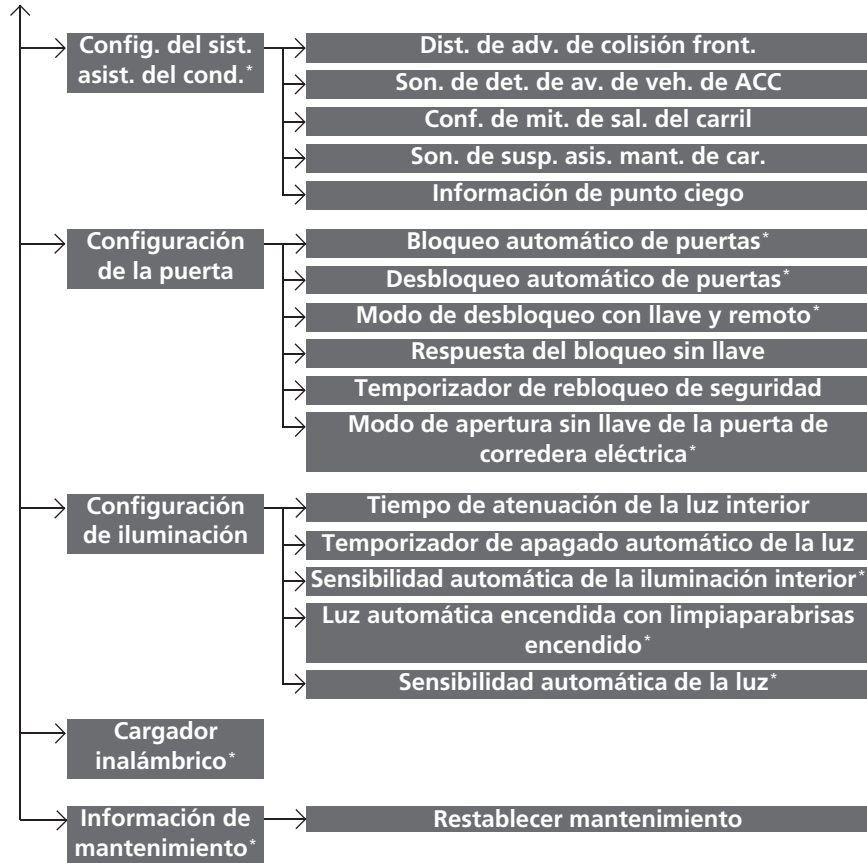 Config. del sist.
asist. del cond.*
Dist. de adv. de colisión front.
Son. de det. de av. de veh. de ACC
Conf. de mit. de sal. del carril
Son. de susp. asis. mant. de car.
Información de punto ciego
Configuración
de la puerta
Bloqueo automático de puertas*
Desbloqueo automático de puertas*
Modo de desbloqueo con llave y remoto*
Respuesta del bloqueo sin llave
Temporizador de rebloqueo de seguridad
Modo de apertura sin llave de la puerta de
corredera eléctrica*
Configuración
de iluminación
Tiempo de atenuación de la luz interior
Temporizador de apagado automático de la luz
Sensibilidad automática de la iluminación interior*
Luz automática encendida con limpiaparabrisas
encendido*
Sensibilidad automática de la luz*
Cargador
inalámbrico*
Información de
mantenimiento*
Restablecer mantenimiento